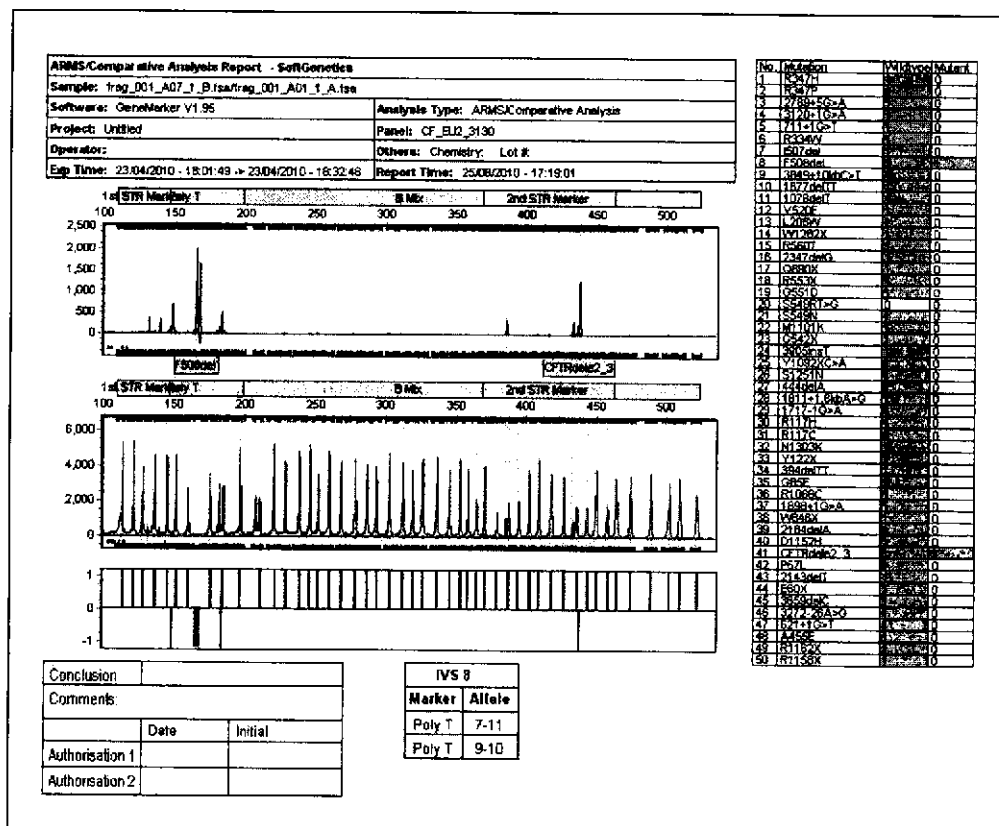 ARMS/Comparative Analysis Report - SoftGenetics
Sample: frag_001_A07_1_B.fsa/frag_001_A01_1_A.fsa
Software: GeneMarker V1.95
Analysis Type: ARMS/Comparative Analysis
Project: Untitled
Panel: CF_EU2_3130
Operator:
Others: Chemistry: Lot #:
Exp Time: 23/04/2010 - 18:01:49 -> 23/04/2010 - 18:32:46
Report Time: 25/08/2010 - 17:19:01
1st STR Marker Poly T B Mix 2nd STR Marker
100 150 200 250 300 350 400 450 500
2,500
2,000
1,500
1,000
500
0
F508del CFTRdele2_3
1st STR Marker Poly T B Mix 2nd STR Marker
100 150 200 250 300 350 400 450 500
6,000
4,000
2,000
0
1
0
-1
Conclusion
Comments:
Date Initial
Authorisation 1
Authorisation 2
IVS 8
Marker Allele
Poly T 7-11
Poly T 9-10
No. Mutation Wildtype Mutant
1 R347H 0
2 R347P 0
3 2789+5G>A 0
4 3120+1G>A 0
5 711+1G>T 0
6 R334W 0
7 I507del 0
8 F508del
9 3849+10kbC>T 0
10 1677delTA 0
11 1078delT 0
12 V520F 0
13 L206W 0
14 W1282X 0
15 R560T 0
16 2347delG 0
17 Q890X 0
18 R553X 0
19 G551D 0
20 S549RT>G 0 0
21 S549N 0
22 M1101K 0
23 G542X 0
24 3905insT 0
25 Y1092XC>A 0
26 S1251N 0
27 444delA 0
28 1811+1.6kbA>G 0
29 1717-1G>A 0
30 R117H 0
31 R117C 0
32 N1303K 0
33 Y122X 0
34 394delTT 0
35 G85E 0
36 R1066C 0
37 1898+1G>A 0
38 W846X 0
39 2184delA 0
40 D1152H 0
41 CFTRdele2_3
42 P67L 0
43 2143delT 0
44 E60X 0
45 3659delC 0
46 3272-26A>G 0
47 621+1G>T 0
48 A455E 0
49 R1162X 0
50 R1158X 0